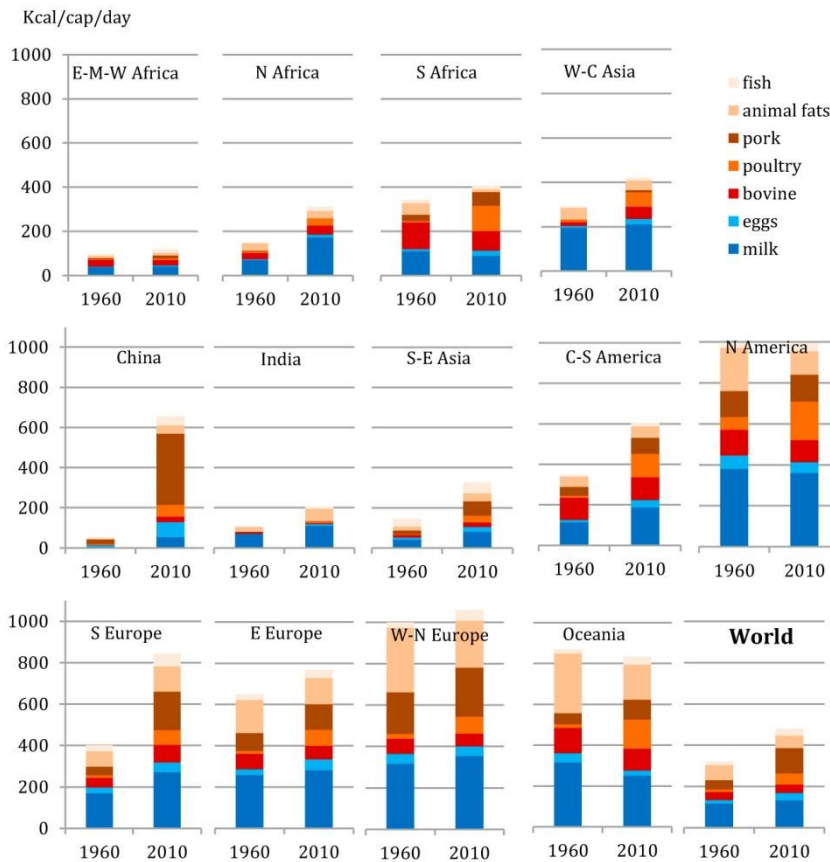 Kcal/cap/day
1000
800
600
400
200
0
E-M-W Africa
N Africa
S Africa
W-C Asia
1960 2010
1960 2010
1960 2010
1960 2010
fish
animal fats
pork
poultry
bovine
eggs
milk
1000
800
600
400
200
0
China
India
S-E Asia
C-S America
N America
1960 2010
1960 2010
1960 2010
1960 2010
1960 2010
1000
800
600
400
200
0
S Europe
E Europe
W-N Europe
Oceania
World
1960 2010
1960 2010
1960 2010
1960 2010
1960 2010